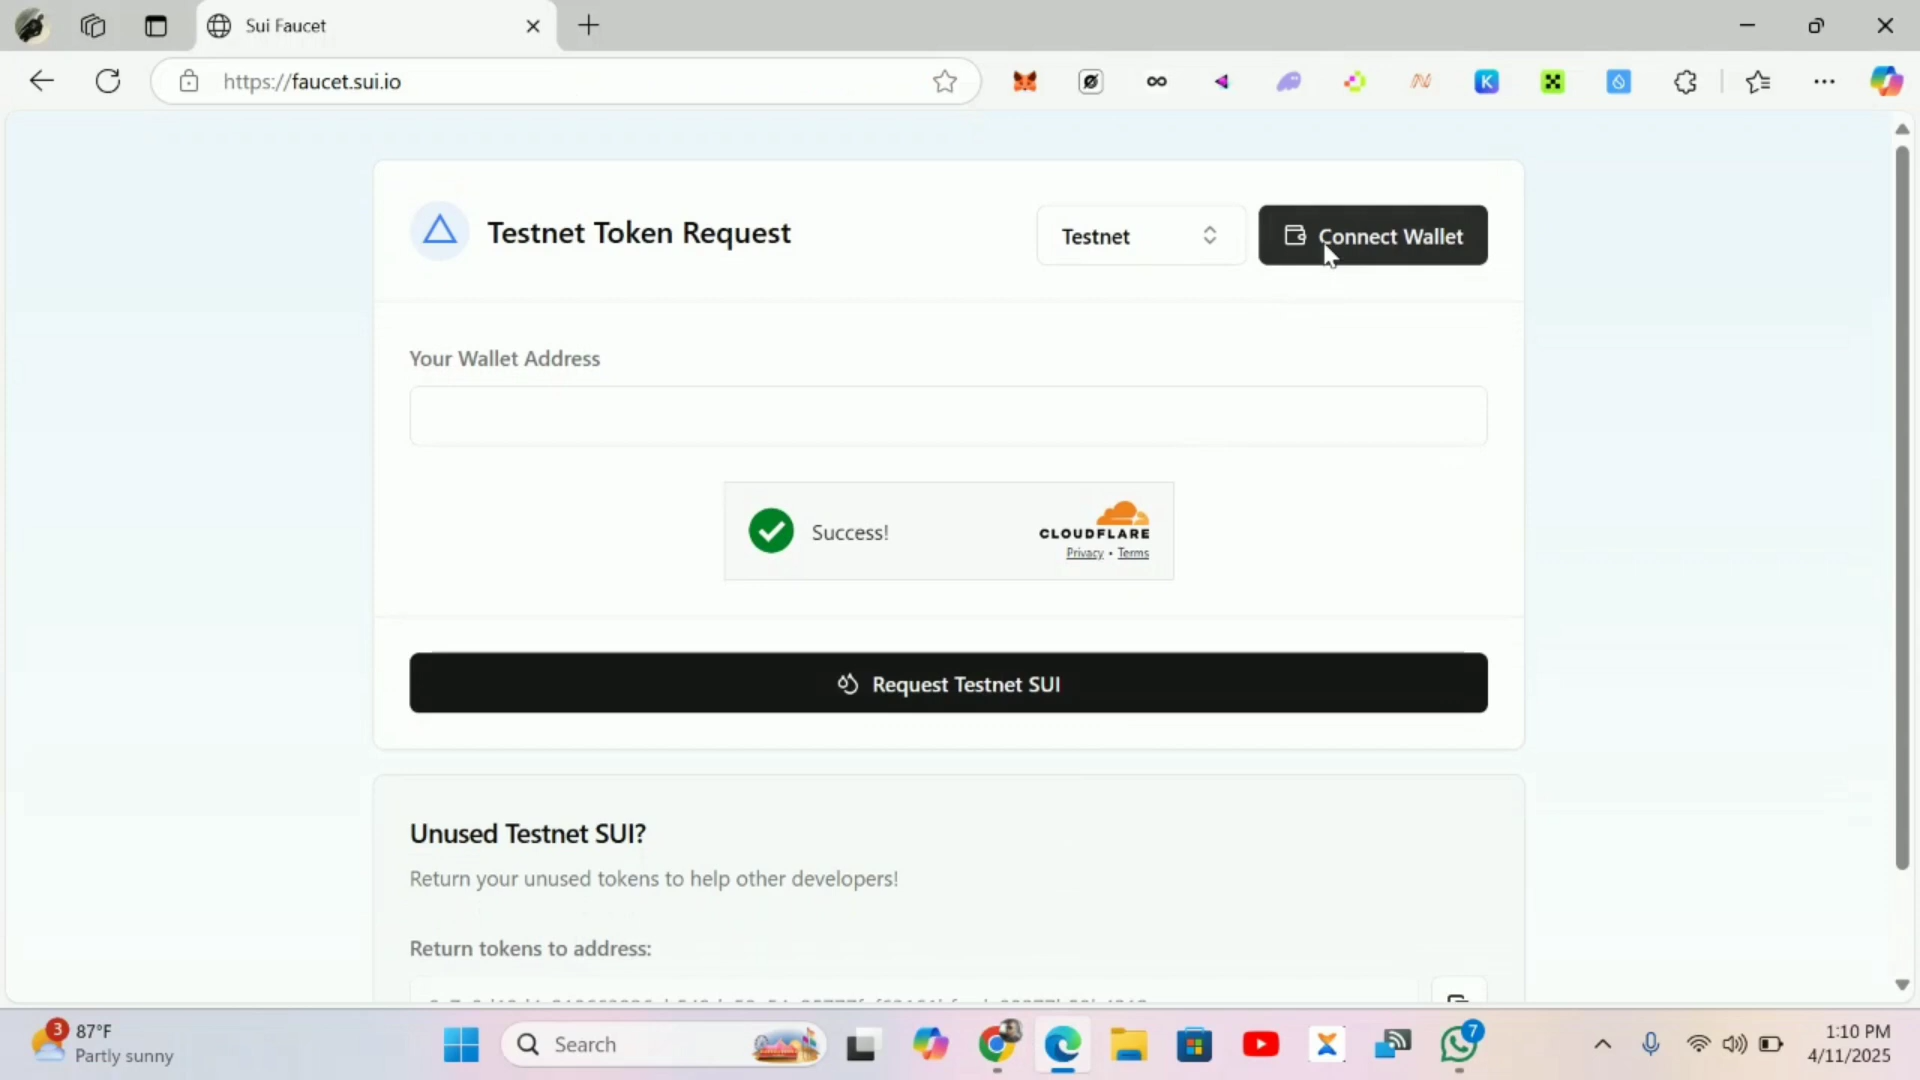 Sui Faucet
https://faucet.sui.io
Testnet Token Request
Testnet
Connect Wallet
Your Wallet Address
Success!
CLOUDFLARE
Privacy • Terms
Request Testnet SUI
Unused Testnet SUI?
Return your unused tokens to help other developers!
Return tokens to address:
3
87°F
Partly sunny
Search
7
1:10 PM
4/11/2025